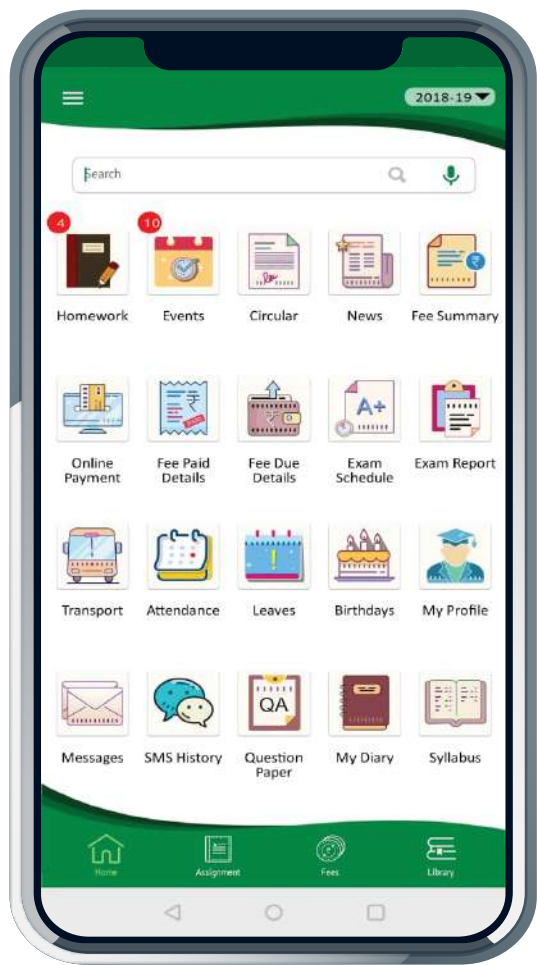 2018-19
Search
4
10
Homework
Events
Circular
News
Fee Summary
Online
Payment
Fee Paid
Details
Fee Due
Details
A+
Exam
Schedule
Exam Report
Transport
Attendance
Leaves
Birthdays
My Profile
Messages
SMS History
QA
Question
Paper
My Diary
Syllabus
Home
Assignment
Fees
Library